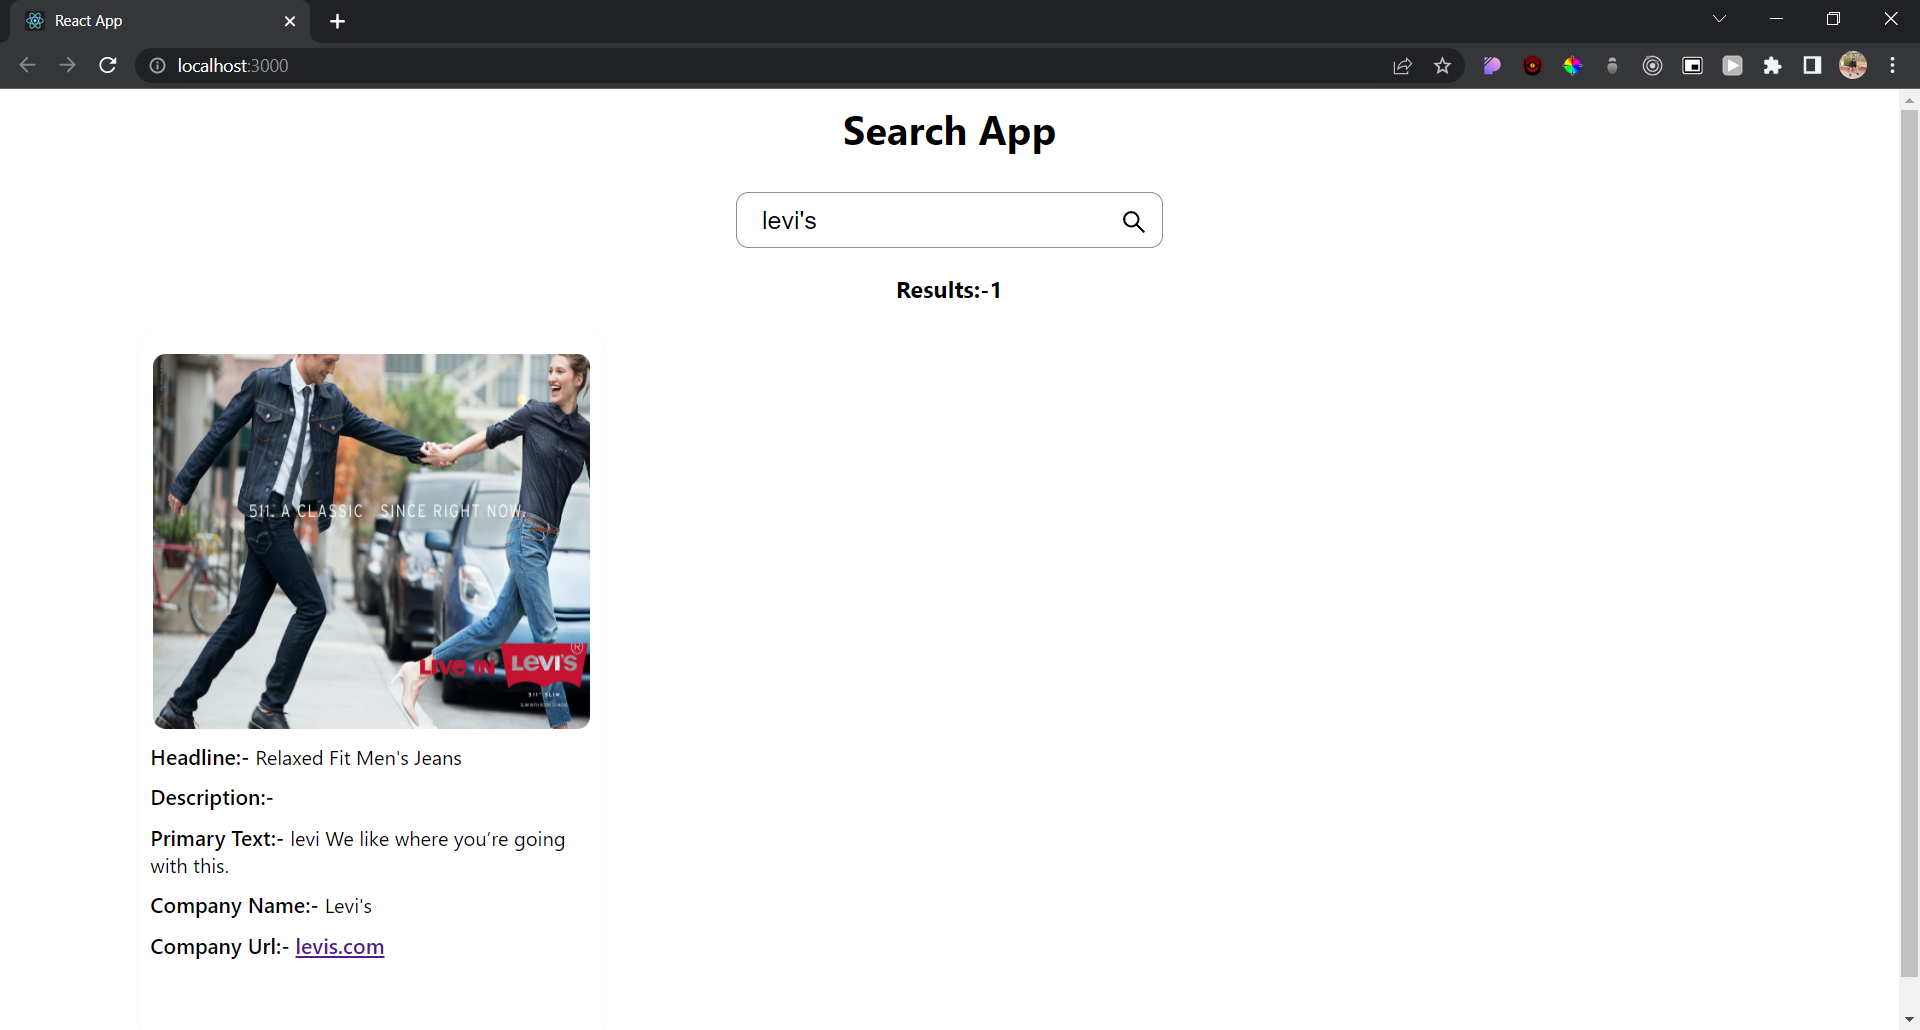 React App
localhost:3000
Search App
levi's
Results:-1
511. A CLASSIC SINCE RIGHT NOW.
LIVE IN LEVI'S ®
511™ SLIM
Headline:- Relaxed Fit Men's Jeans
Description:-
Primary Text:- levi We like where you’re going
with this.
Company Name:- Levi's
Company Url:- levis.com